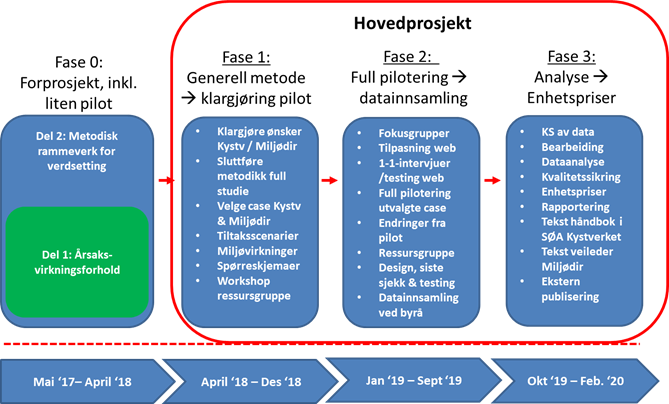 Hovedprosjekt
Fase 0:
Forprosjekt, inkl.
liten pilot
Del 2: Metodisk
rammeverk for
verdsetting
Del 1: Årsaks-
virkningsforhold
Fase 1:
Generell metode
→ klargjøring pilot
• Klargjøre ønsker
Kystv / Miljødir
• Sluttføre
metodikk full
studie
• Velge case Kystv
& Miljødir
• Tiltaksscenarier
• Miljøvirkninger
• Spørreskjemaer
• Workshop
ressursgruppe
Fase 2:
Full pilotering →
datainnsamling
• Fokusgrupper
• Tilpasning web
• 1-1-intervjuer
/testing web
• Full pilotering
utvalgte case
• Endringer fra
pilot
• Ressursgruppe
• Design, siste
sjekk & testing
• Datainnsamling
ved byrå
Fase 3:
Analyse →
Enhetspriser
• KS av data
• Bearbeiding
• Dataanalyse
• Kvalitetssikring
• Enhetspriser
• Rapportering
• Tekst håndbok i
SØA Kystverket
• Tekst veileder
Miljødir
• Ekstern
publisering
Mai ‘17– April ‘18
April ‘18 – Des ‘18
Jan ‘19 – Sept ‘19
Okt ‘19 – Feb. ‘20